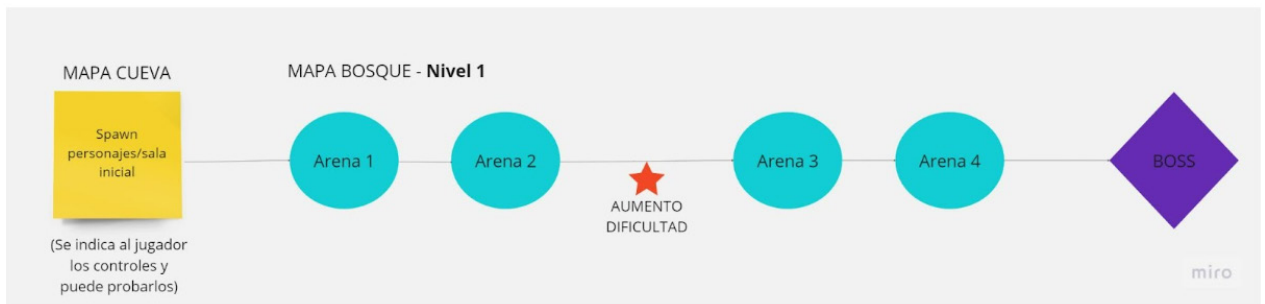 MAPA CUEVA
MAPA BOSQUE - Nivel 1
Spawn
personajes/sala
inicial
Arena 1
Arena 2
Arena 3
Arena 4
BOSS
AUMENTO
DIFICULTAD
(Se indica al jugador
los controles y
puede probarlos)
miro